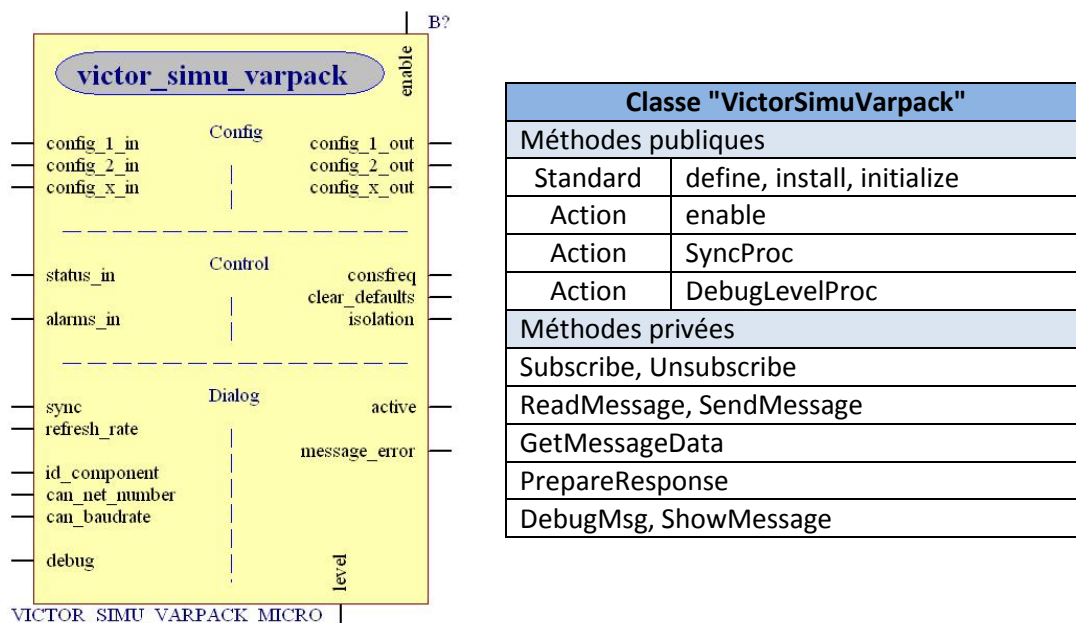 B?
enable
victor_simu_varpack
Config
config_1_in
config_1_out
config_2_in
config_2_out
config_x_in
config_x_out
Control
status_in
consfreq
clear_defaults
alarms_in
isolation
Dialog
sync
active
refresh_rate
message_error
id_component
can_net_number
can_baudrate
debug
level
VICTOR_SIMU_VARPACK_MICRO
Classe "VictorSimuVarpack"
Méthodes publiques
Standard define, install, initialize
Action enable
Action SyncProc
Action DebugLevelProc
Méthodes privées
Subscribe, Unsubscribe
ReadMessage, SendMessage
GetMessageData
PrepareResponse
DebugMsg, ShowMessage